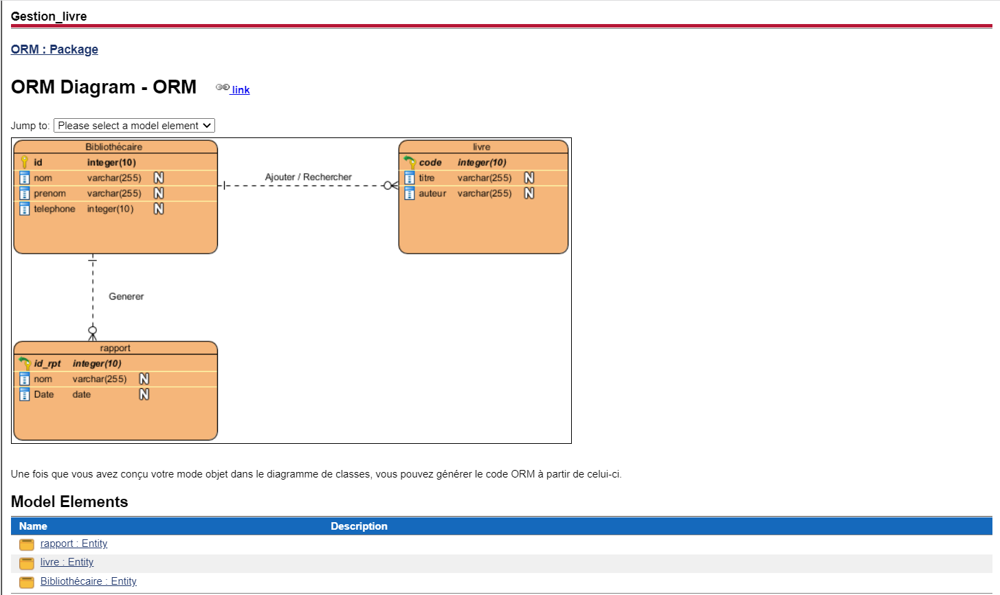 Gestion_livre
ORM : Package
ORM Diagram - ORM link
Jump to: Please select a model element
Bibliothécaire
id integer(10)
nom varchar(255) N
prenom varchar(255) N
telephone integer(10) N
Ajouter / Rechercher
livre
code integer(10)
titre varchar(255) N
auteur varchar(255) N
Generer
rapport
id_rpt integer(10)
nom varchar(255) N
Date date N
Une fois que vous avez conçu votre mode objet dans le diagramme de classes, vous pouvez générer le code ORM à partir de celui-ci.
Model Elements
Name Description
rapport : Entity
livre : Entity
Bibliothécaire : Entity